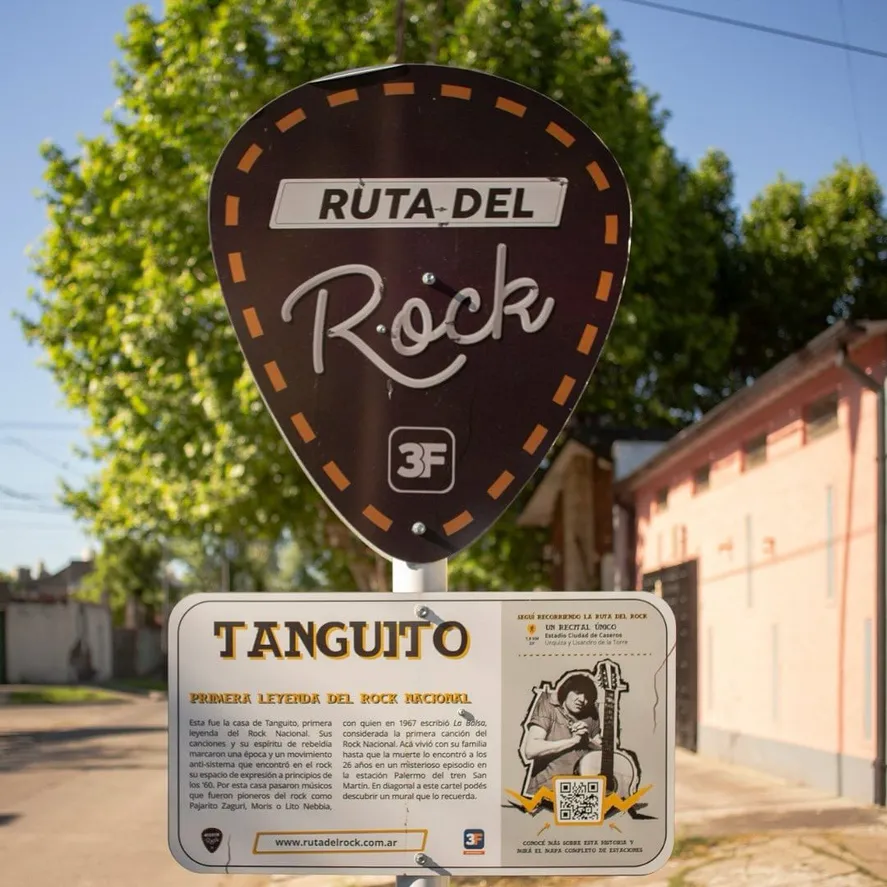 RUTA DEL
Rock
3F
TANGUITO
PRIMERA LEYENDA DEL ROCK NACIONAL
Esta fue la casa de Tanguito, primera
leyenda del Rock Nacional. Sus
canciones y su espíritu de rebeldía
marcaron una época y un movimiento
anti-sistema que encontró en el rock
su espacio de expresión a principios de
los '60. Por esta casa pasaron músicos
que fueron pioneros del rock como
Pajarito Zaguri, Moris o Lito Nebbia,
con quien en 1967 escribió La Balsa,
considerada la primera canción del
Rock Nacional. Acá vivió con su familia
hasta que la muerte lo encontró a los
26 años en un misterioso episodio en
la estación Palermo del tren San
Martín. En diagonal a este cartel podés
descubrir un mural que lo recuerda.
www.rutadelrock.com.ar
3F
SEGUÍ RECORRIENDO LA RUTA DEL ROCK
UN RECITAL ÚNICO
Estadio Ciudad de Caseros
Urquiza y Lisandro de la Torre
CONOCÉ MÁS SOBRE ESTA HISTORIA Y
MIRÁ EL MAPA COMPLETO DE ESTACIONES